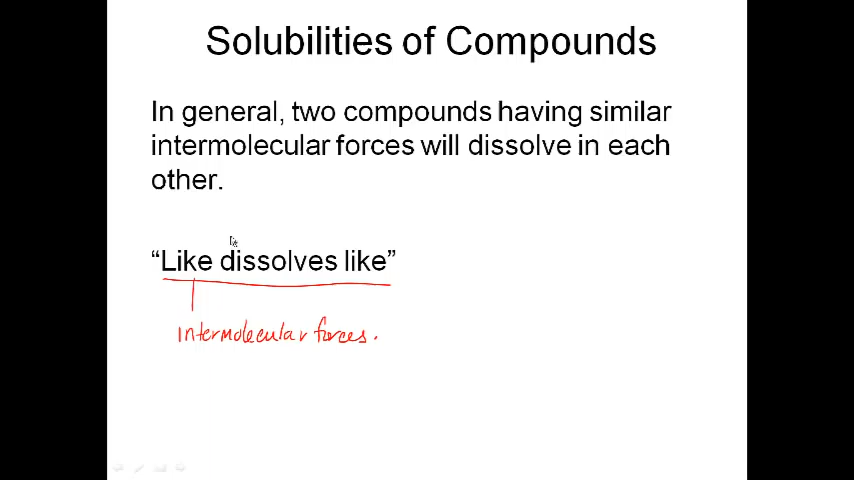 Solubilities of Compounds
In general, two compounds having similar
intermolecular forces will dissolve in each
other.
“Like dissolves like”
intermolecular forces.